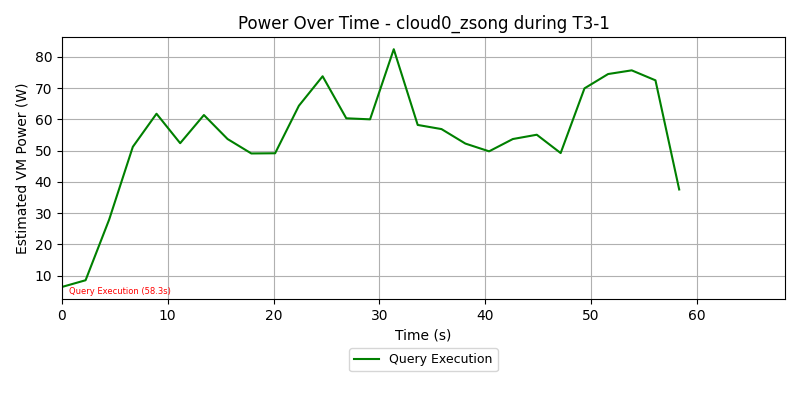 Power Over Time - cloud0_zsong during T3-1
Estimated VM Power (W)
80
70
60
50
40
30
20
10
Query Execution (58.3s)
0 10 20 30 40 50 60
Time (s)
Query Execution